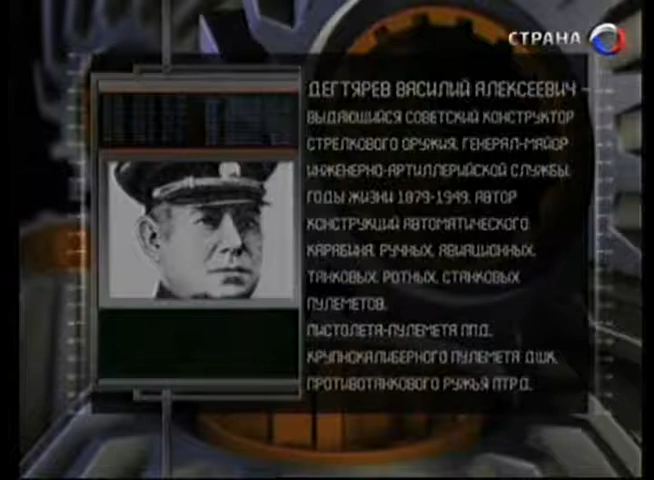 СТРАНА
ДЕГТЯРЕВ ВАСИЛИЙ АЛЕКСЕЕВИЧ -
ВЫДАЮЩИЙСЯ СОВЕТСКИЙ КОНСТРУКТОР
СТРЕЛКОВОГО ОРУЖИЯ, ГЕНЕРАЛ-МАЙОР
ИНЖЕНЕРНО-АРТИЛЛЕРИЙСКОЙ СЛУЖБЫ.
ГОДЫ ЖИЗНИ 1879-1949. АВТОР
КОНСТРУКЦИЙ АВТОМАТИЧЕСКОГО
КАРАБИНА, РУЧНЫХ, АВИАЦИОННЫХ,
ТАНКОВЫХ, РОТНЫХ, СТАНКОВЫХ
ПУЛЕМЕТОВ,
ПИСТОЛЕТА-ПУЛЕМЕТА ППД,
КРУПНОКАЛИБЕРНОГО ПУЛЕМЕТА ДШК,
ПРОТИВОТАНКОВОГО РУЖЬЯ ПТРД.